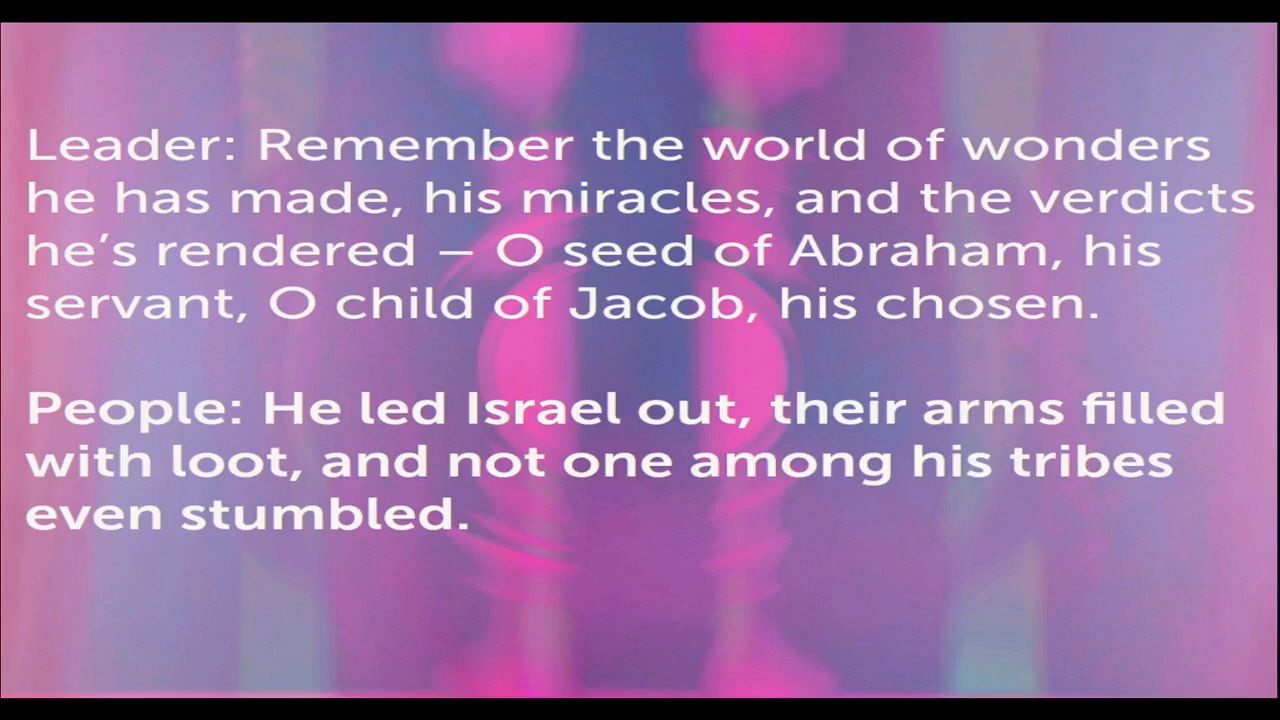 Leader: Remember the world of wonders
he has made, his miracles, and the verdicts
he’s rendered – O seed of Abraham, his
servant, O child of Jacob, his chosen.
People: He led Israel out, their arms filled
with loot, and not one among his tribes
even stumbled.